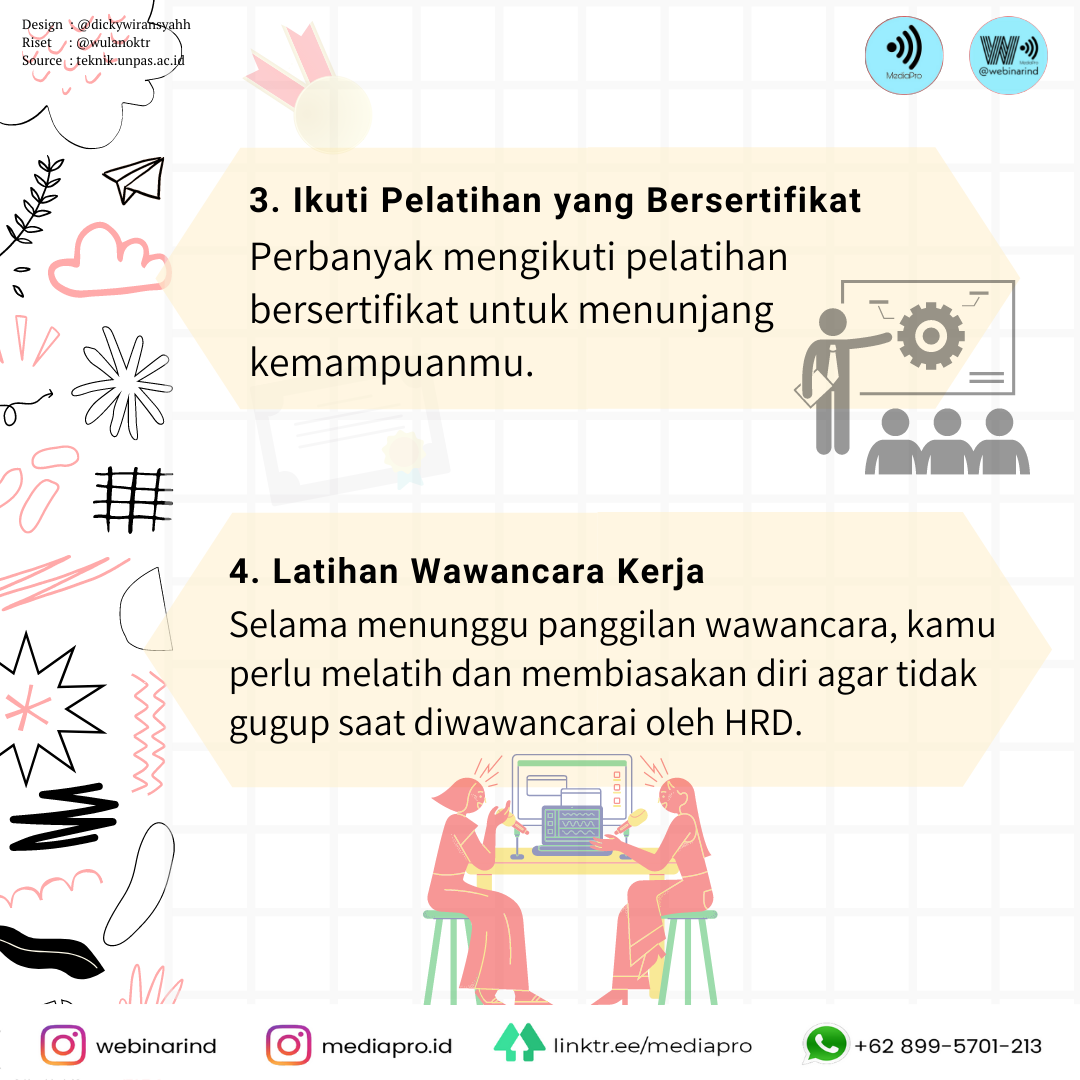 Design : @dickywiransyahh
Riset : @wulanoktr
Source : teknik.unpas.ac.id
MediaPro
W
MediaPro
@webinarind
3. Ikuti Pelatihan yang Bersertifikat
Perbanyak mengikuti pelatihan
bersertifikat untuk menunjang
kemampuanmu.
4. Latihan Wawancara Kerja
Selama menunggu panggilan wawancara, kamu
perlu melatih dan membiasakan diri agar tidak
gugup saat diwawancarai oleh HRD.
webinarind
mediapro.id
linktr.ee/mediapro
+62 899-5701-213